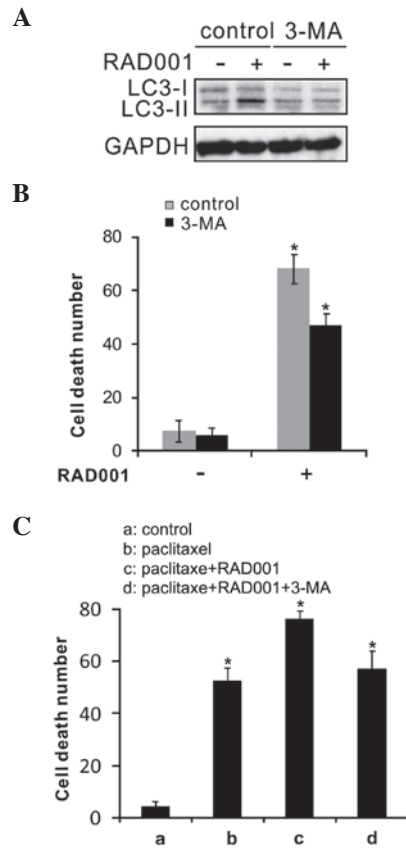 A
control 3-MA
RAD001 - + - +
LC3-I
LC3-II
GAPDH
B
control
3-MA
Cell death number
80
60
40
20
0
RAD001 - +
C
a: control
b: paclitaxel
c: paclitaxe+RAD001
d: paclitaxe+RAD001+3-MA
Cell death number
80
60
40
20
0
* *
* * *
a b c d